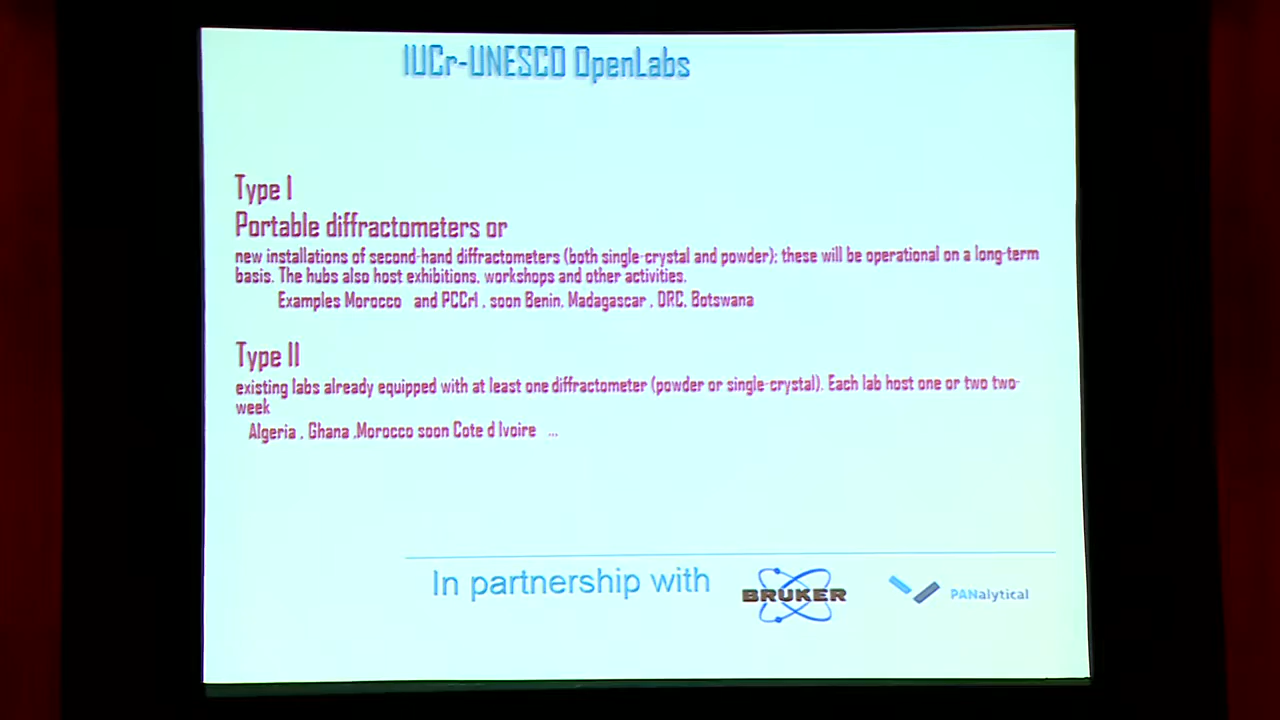 IUCr-UNESCO OpenLabs
Type I
Portable diffractometers or
new installations of second-hand diffractometers (both single-crystal and powder); these will be operational on a long-term
basis. The hubs also host exhibitions, workshops and other activities.
Examples Morocco and PCCrI , soon Benin, Madagascar , DRC, Botswana
Type II
existing labs already equipped with at least one diffractometer (powder or single-crystal). Each lab host one or two two-
week
Algeria , Ghana ,Morocco soon Cote d Ivoire ...
In partnership with
BRUKER
PANalytical